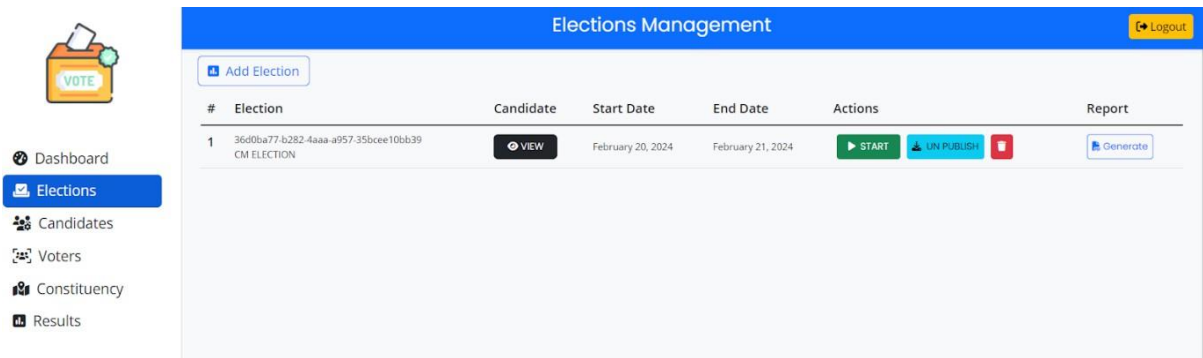 Elections Management
Logout
VOTE
Add Election
# Election Candidate Start Date End Date Actions Report
1 36d0ba77-b282-4aaa-a957-35bcee10bb39 VIEW February 20, 2024 February 21, 2024 START UN PUBLISH Generate
CM ELECTION
Dashboard
Elections
Candidates
Voters
Constituency
Results